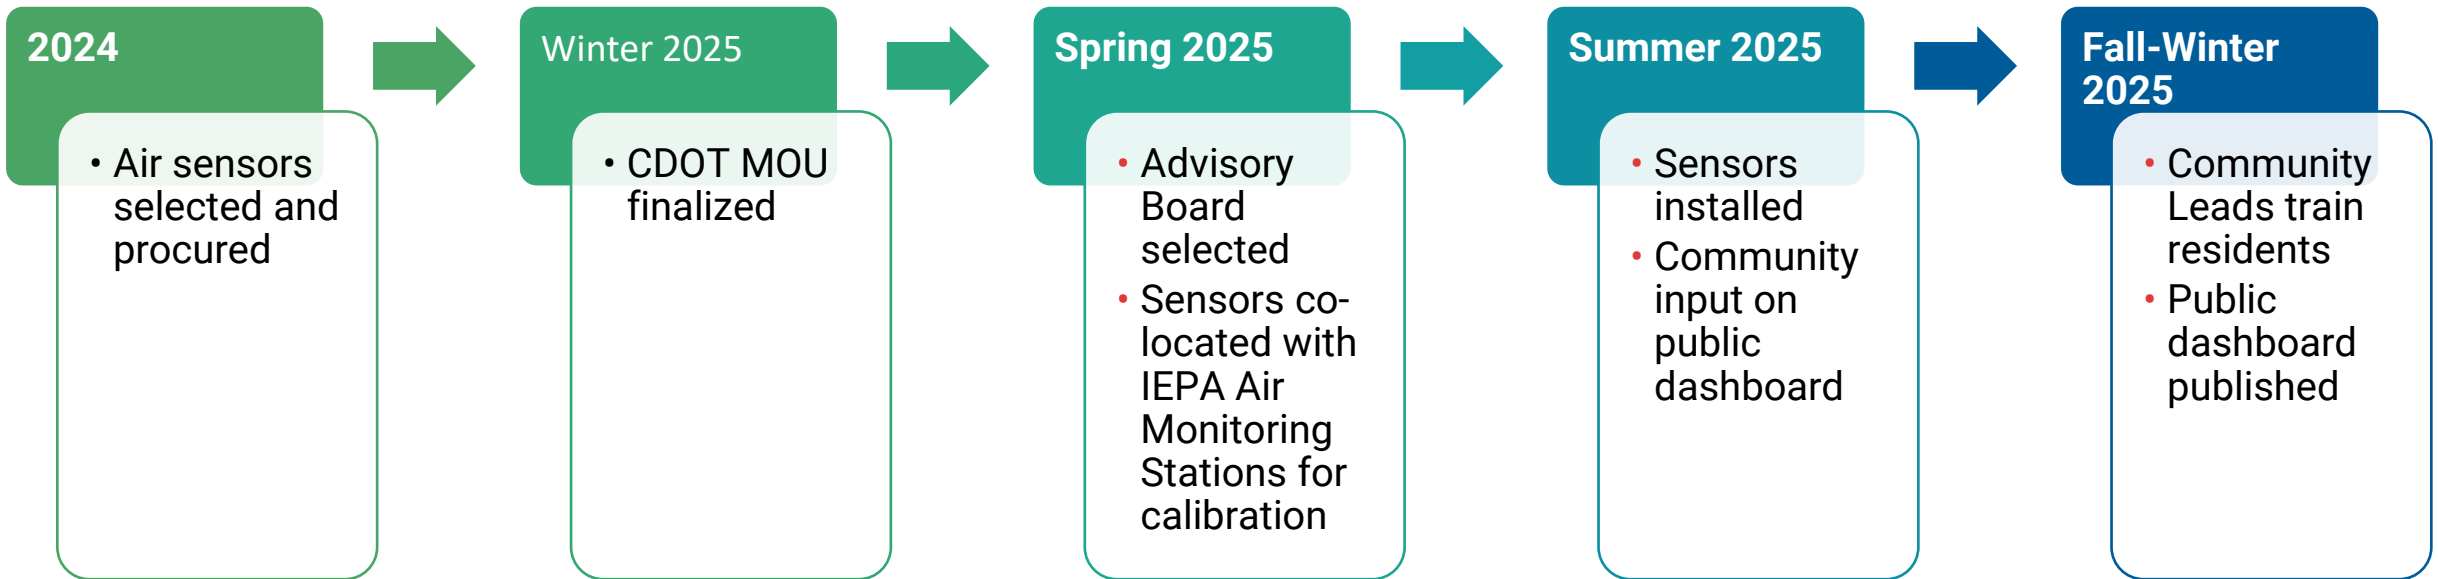 2024
• Air sensors
selected and
procured
Winter 2025
• CDOT MOU
finalized
Spring 2025
• Advisory
Board
selected
• Sensors co-
located with
IEPA Air
Monitoring
Stations for
calibration
Summer 2025
• Sensors
installed
• Community
input on
public
dashboard
Fall-Winter
2025
• Community
Leads train
residents
• Public
dashboard
published